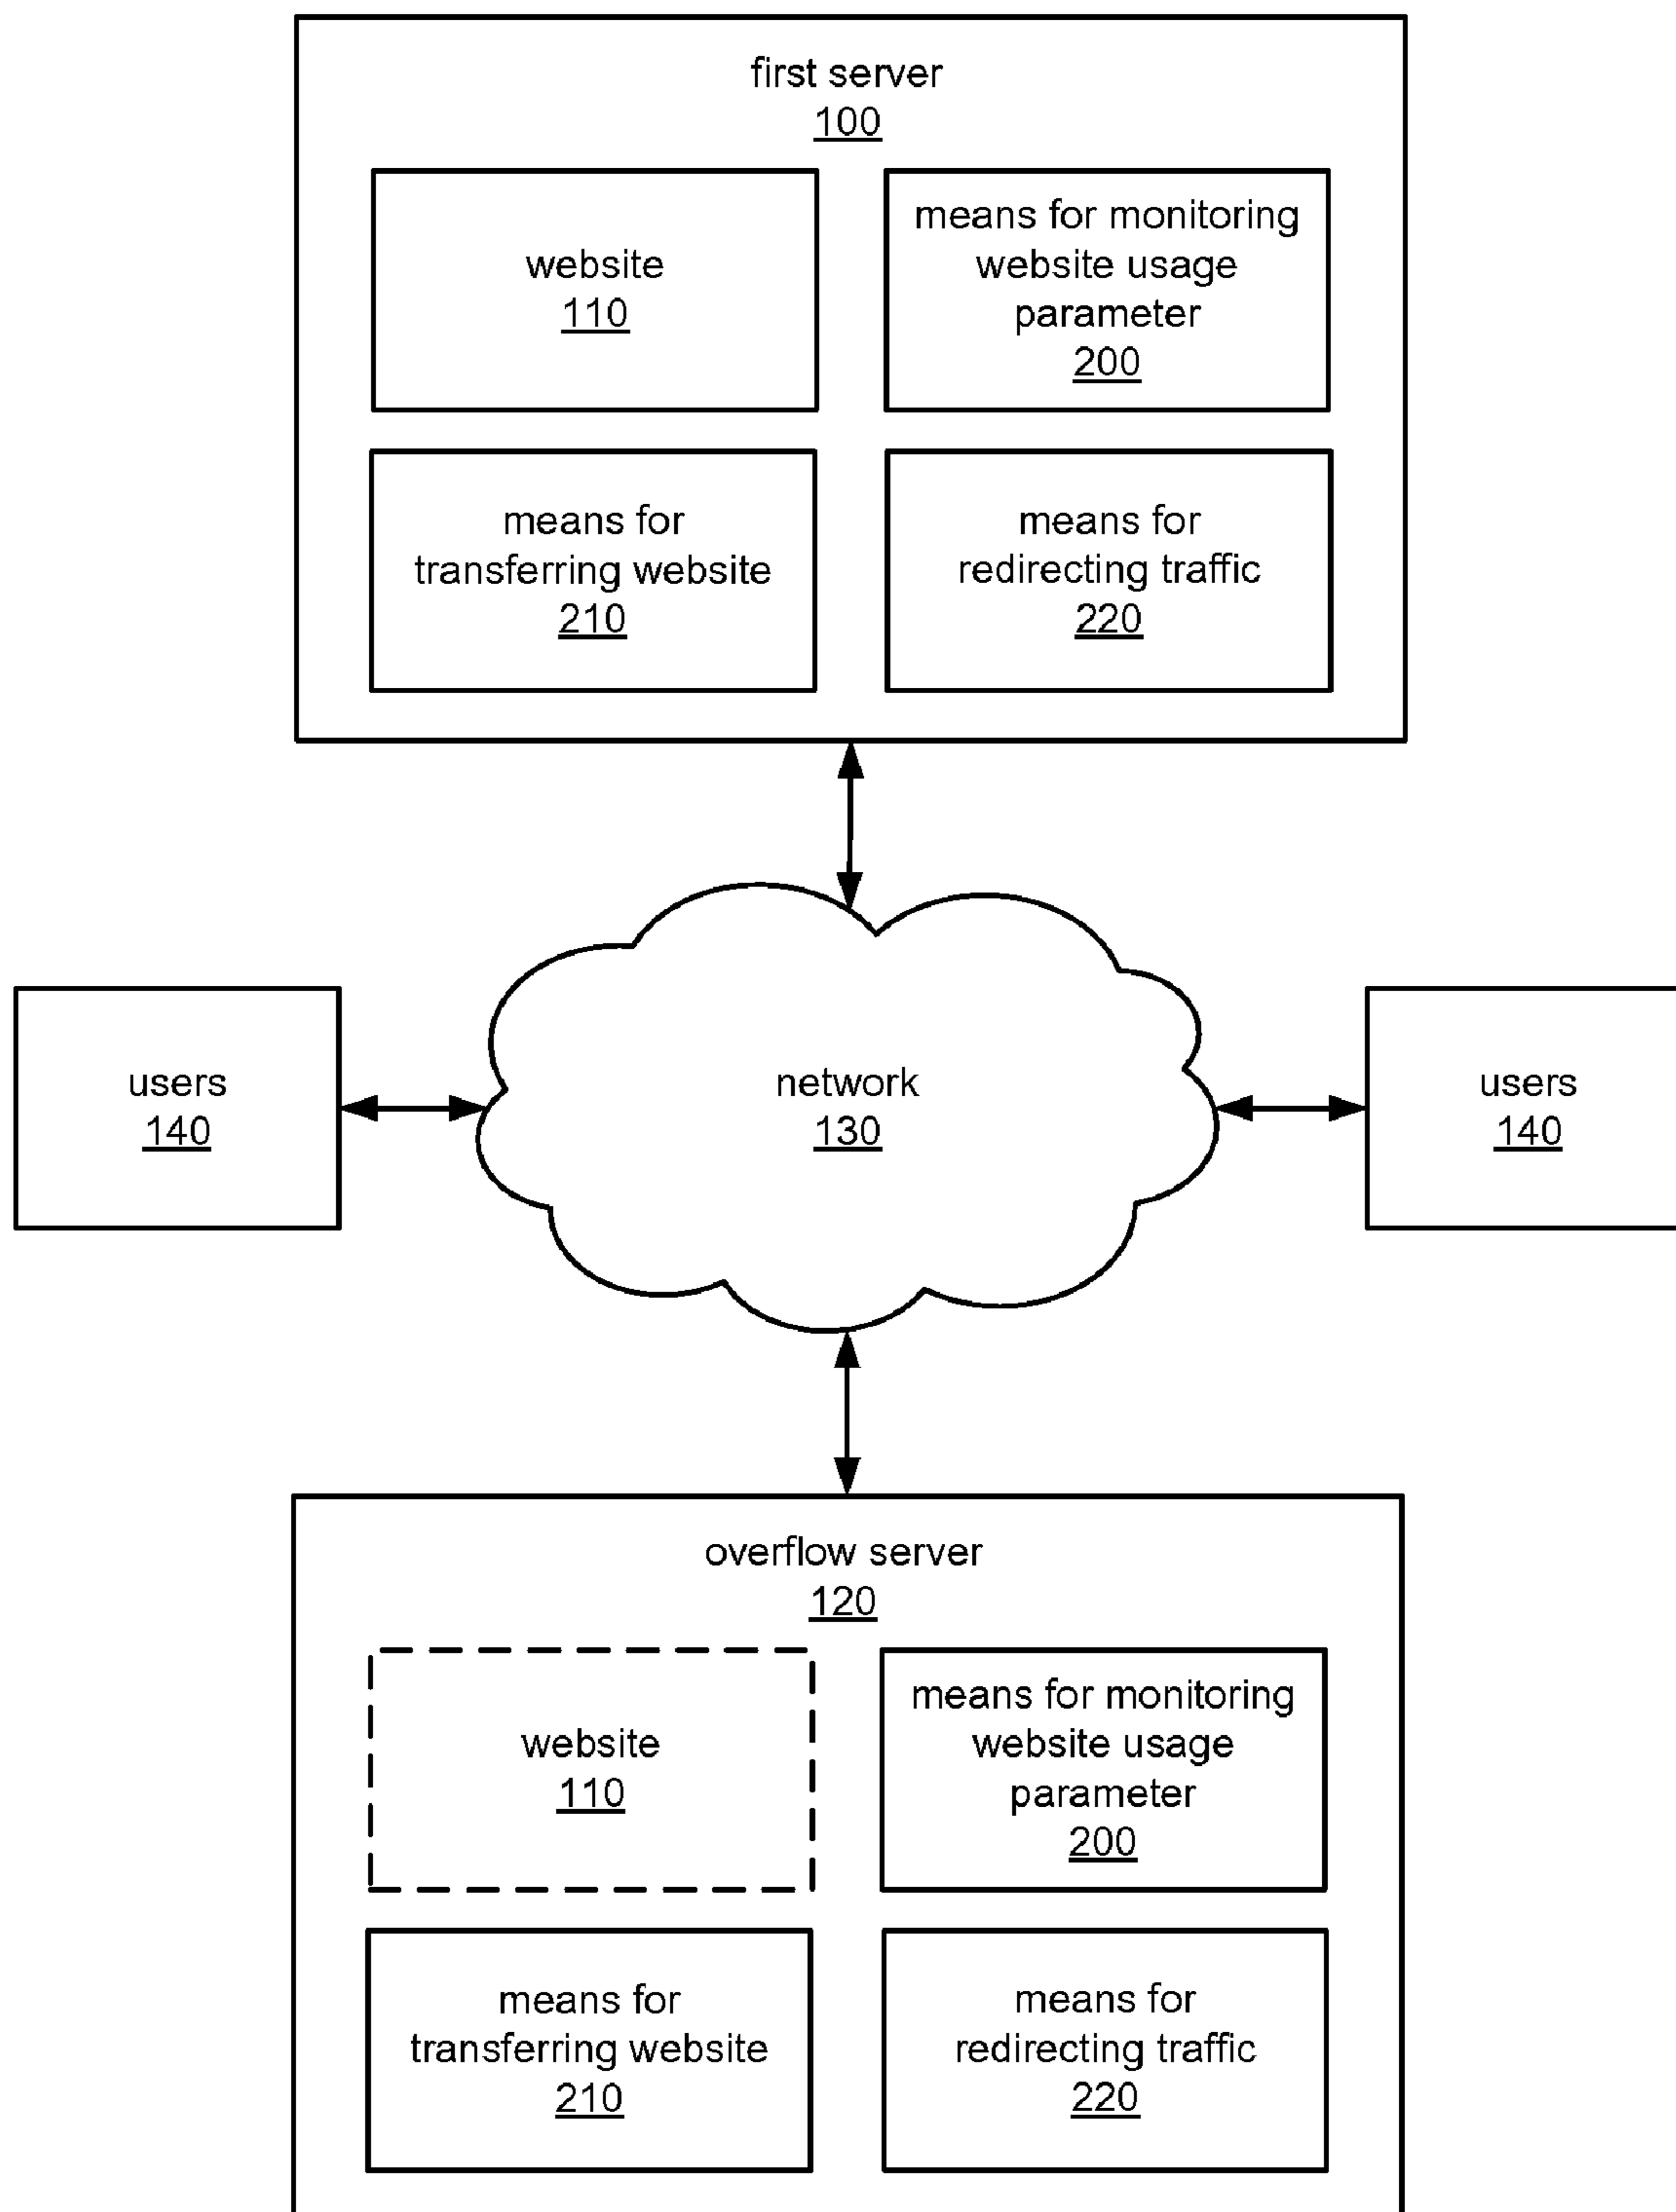 first server
100
website
110
means for monitoring
website usage
parameter
200
means for
transferring website
210
means for
redirecting traffic
220
users
140
network
130
users
140
overflow server
120
website
110
means for monitoring
website usage
parameter
200
means for
transferring website
210
means for
redirecting traffic
220